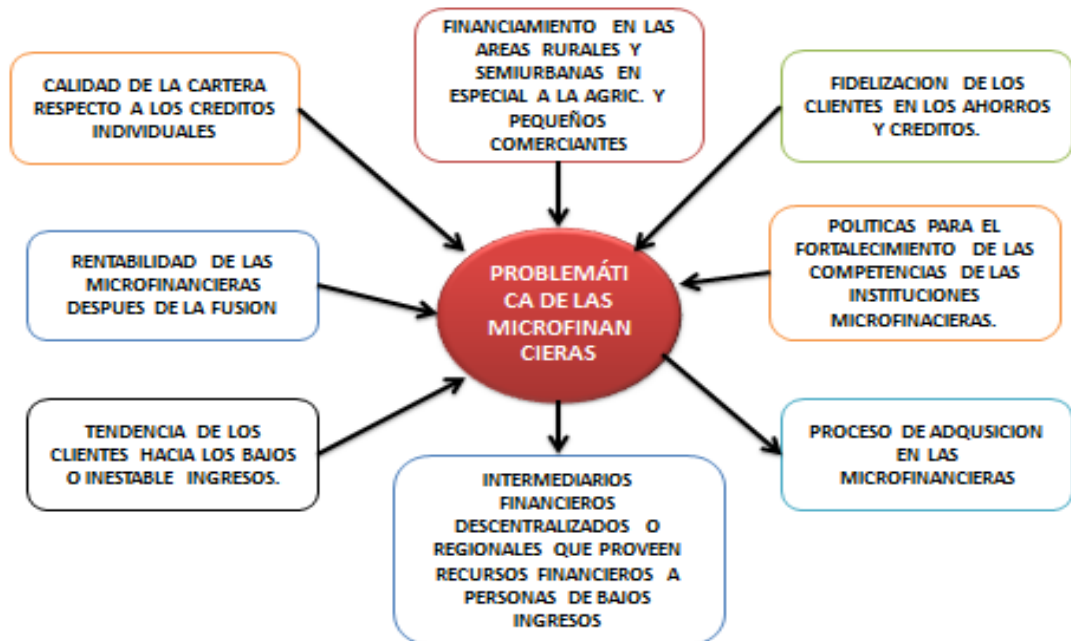 FINANCIAMIENTO EN LAS
AREAS RURALES Y
SEMIURBANAS EN
ESPECIAL A LA AGRIC. Y
PEQUEÑOS
COMERCIANTES
CALIDAD DE LA CARTERA
RESPECTO A LOS CREDITOS
INDIVIDUALES
FIDELIZACION DE LOS
CLIENTES EN LOS AHORROS
Y CREDITOS.
RENTABILIDAD DE LAS
MICROFINANCIERAS
DESPUES DE LA FUSION
PROBLEMÁTI
CA DE LAS
MICROFINAN
CIERAS
POLITICAS PARA EL
FORTALECIMIENTO DE LAS
COMPETENCIAS DE LAS
INSTITUCIONES
MICROFINACIERAS.
TENDENCIA DE LOS
CLIENTES HACIA LOS BAJOS
O INESTABLE INGRESOS.
INTERMEDIARIOS
FINANCIEROS
DESCENTRALIZADOS O
REGIONALES QUE PROVEEN
RECURSOS FINANCIEROS A
PERSONAS DE BAJOS
INGRESOS
PROCESO DE ADQUSICION
EN LAS
MICROFINANCIERAS